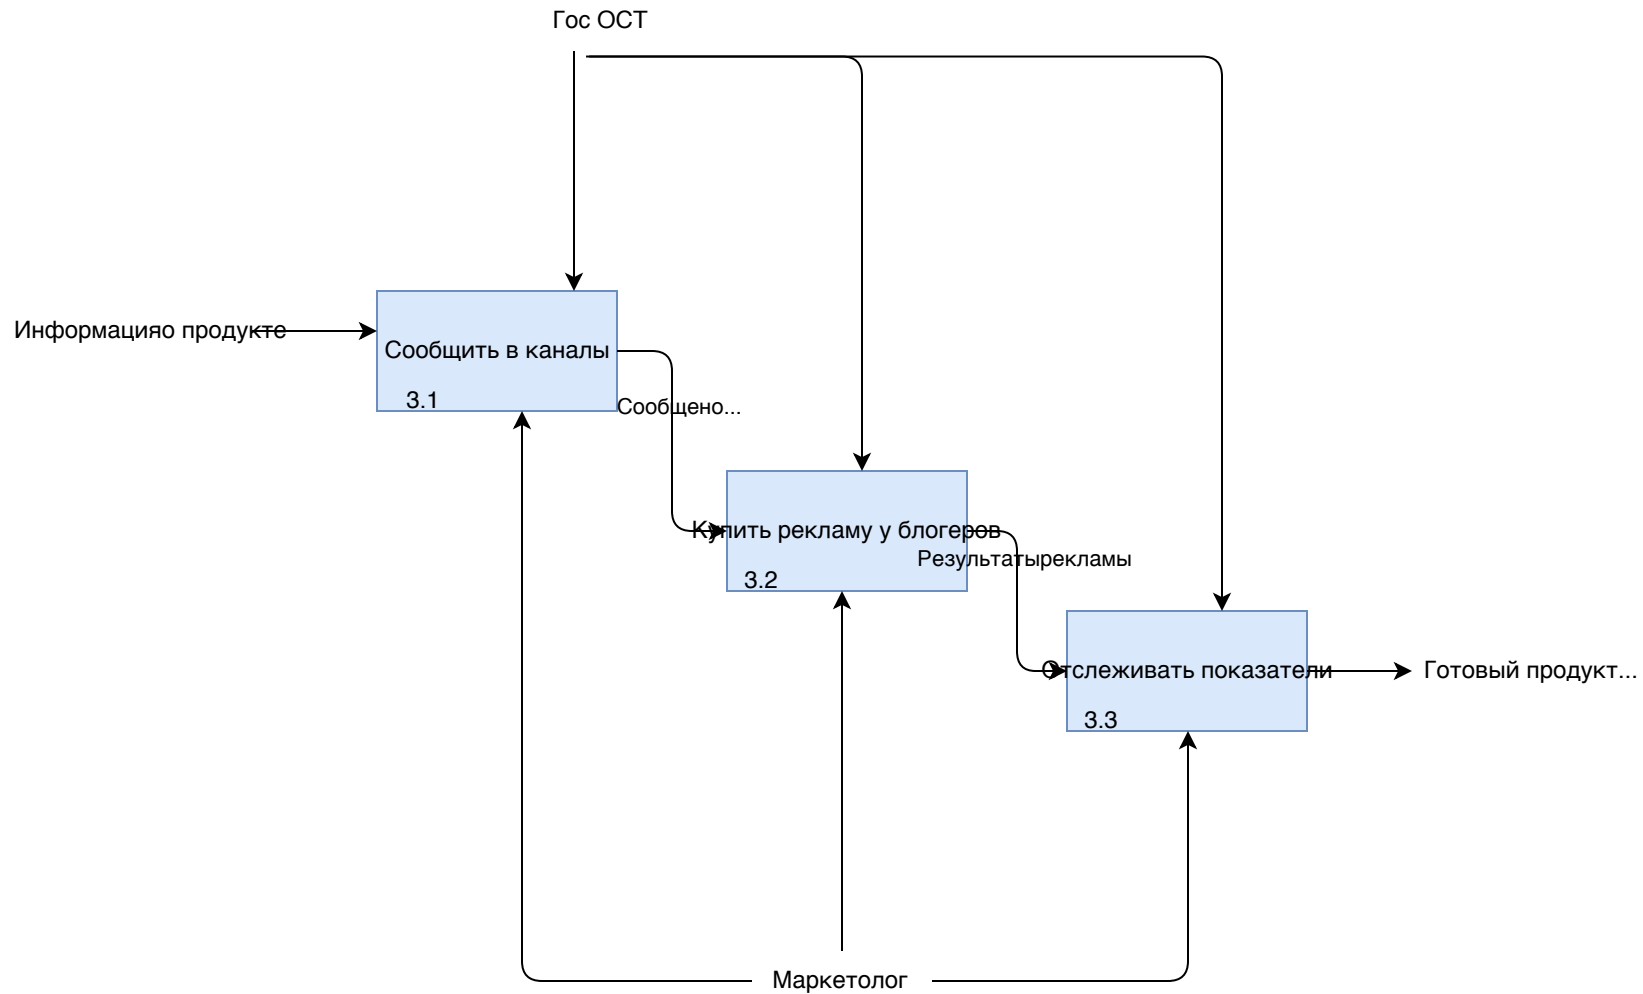 Гос ОСТ
Информацияо продукте
Сообщить в каналы
3.1
Сообщено...
Купить рекламу у блогеров
Результатырекламы
3.2
Отслеживать показатели
Готовый продукт...
3.3
Маркетолог